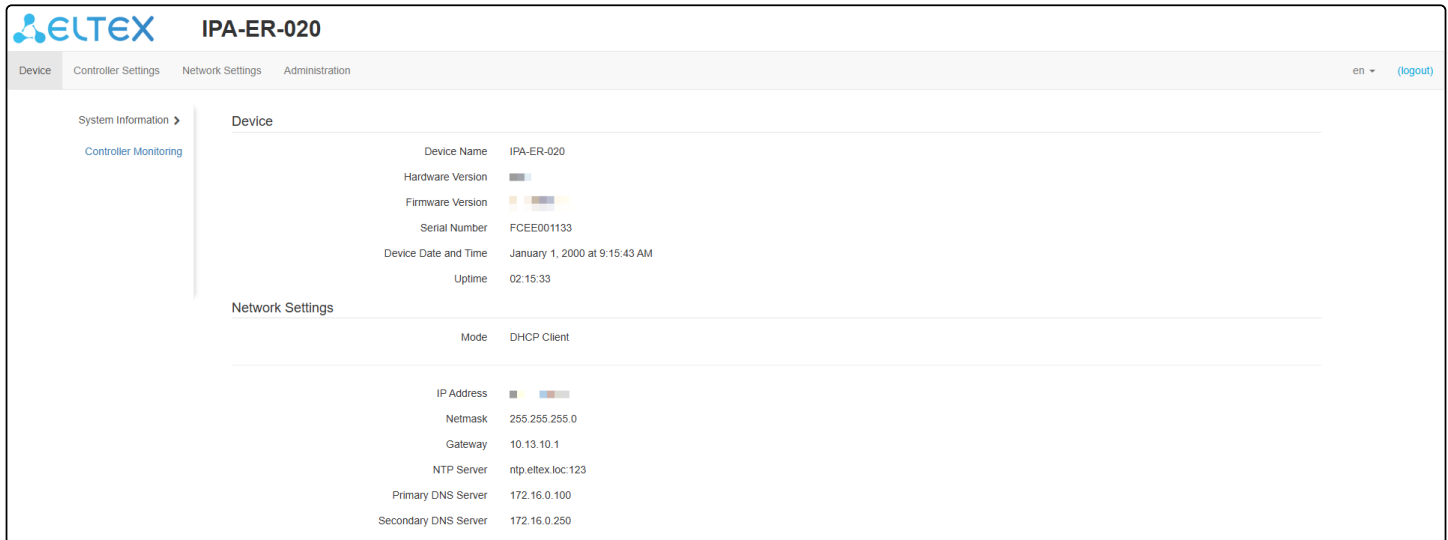 ELTEX IPA-ER-020
Device Controller Settings Network Settings Administration en (logout)
System Information
Controller Monitoring
Device
Device Name IPA-ER-020
Hardware Version
Firmware Version
Serial Number FCEE001133
Device Date and Time January 1, 2000 at 9:15:43 AM
Uptime 02:15:33
Network Settings
Mode DHCP Client
IP Address
Netmask 255.255.255.0
Gateway 10.13.10.1
NTP Server ntp.eltex.loc:123
Primary DNS Server 172.16.0.100
Secondary DNS Server 172.16.0.250